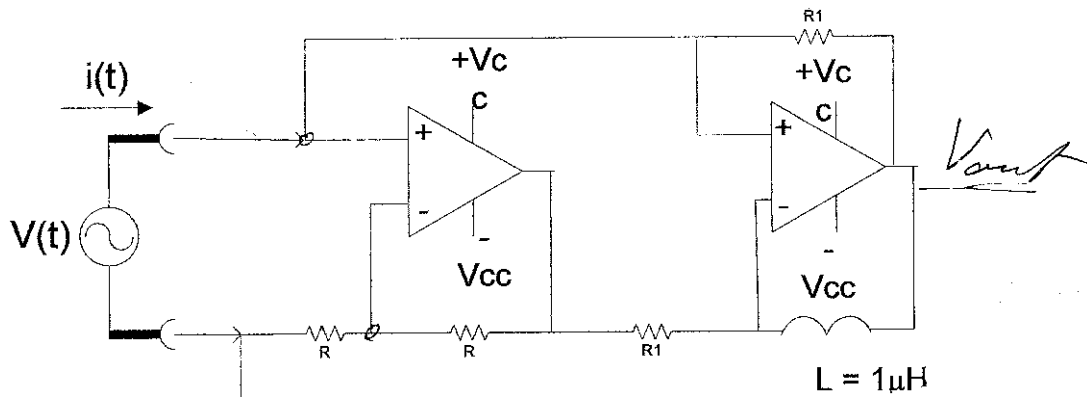 R1
+Vc
c
+
-
-
Vcc
+Vc
c
+
-
-
Vcc
i(t)
V(t)
Vout
R
R
R1
L = 1µH